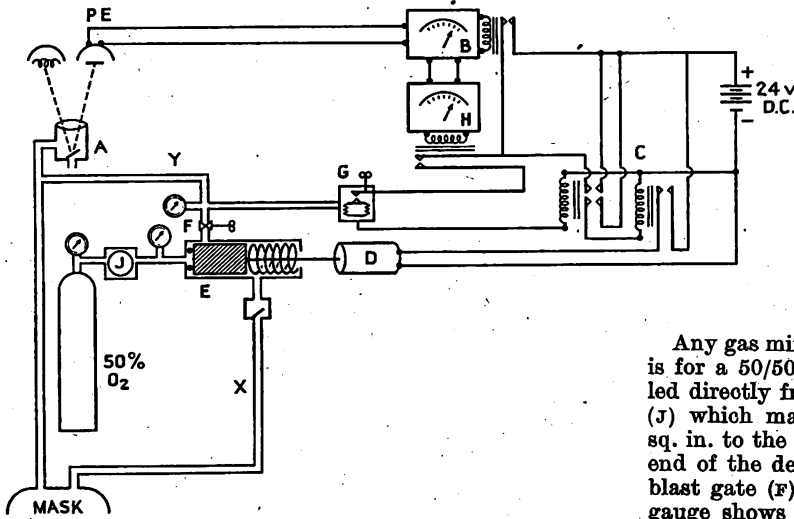 PE
B
+
24 V
D.C.
−
H
A
Y
G
C
F
J
E
D
50%
O₂
X
MASK
Any gas mi
is for a 50/50
led directly f
(J) which ma
sq. in. to the
end of the de
blast gate (F)
gauge shows